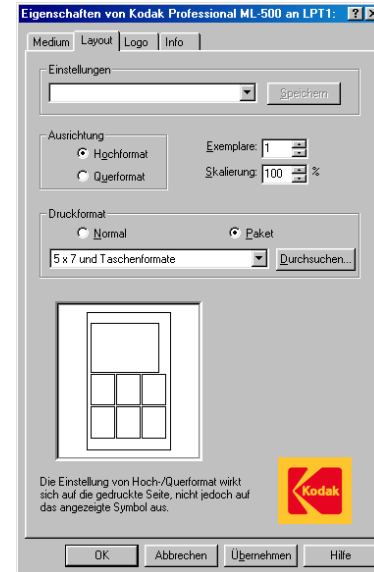 Eigenschaften von Kodak Professional ML-500 an LPT1:
Medium Layout Logo Info
Einstellungen
Speichern
Ausrichtung
Hochformat
Querformat
Exemplare: 1
Skalierung: 100 %
Druckformat
Normal
Paket
5 x 7 und Taschenformate
Durchsuchen...
Die Einstellung von Hoch-/Querformat wirkt
sich auf die gedruckte Seite, nicht jedoch auf
das angezeigte Symbol aus.
Kodak
OK Abbrechen Übernehmen Hilfe